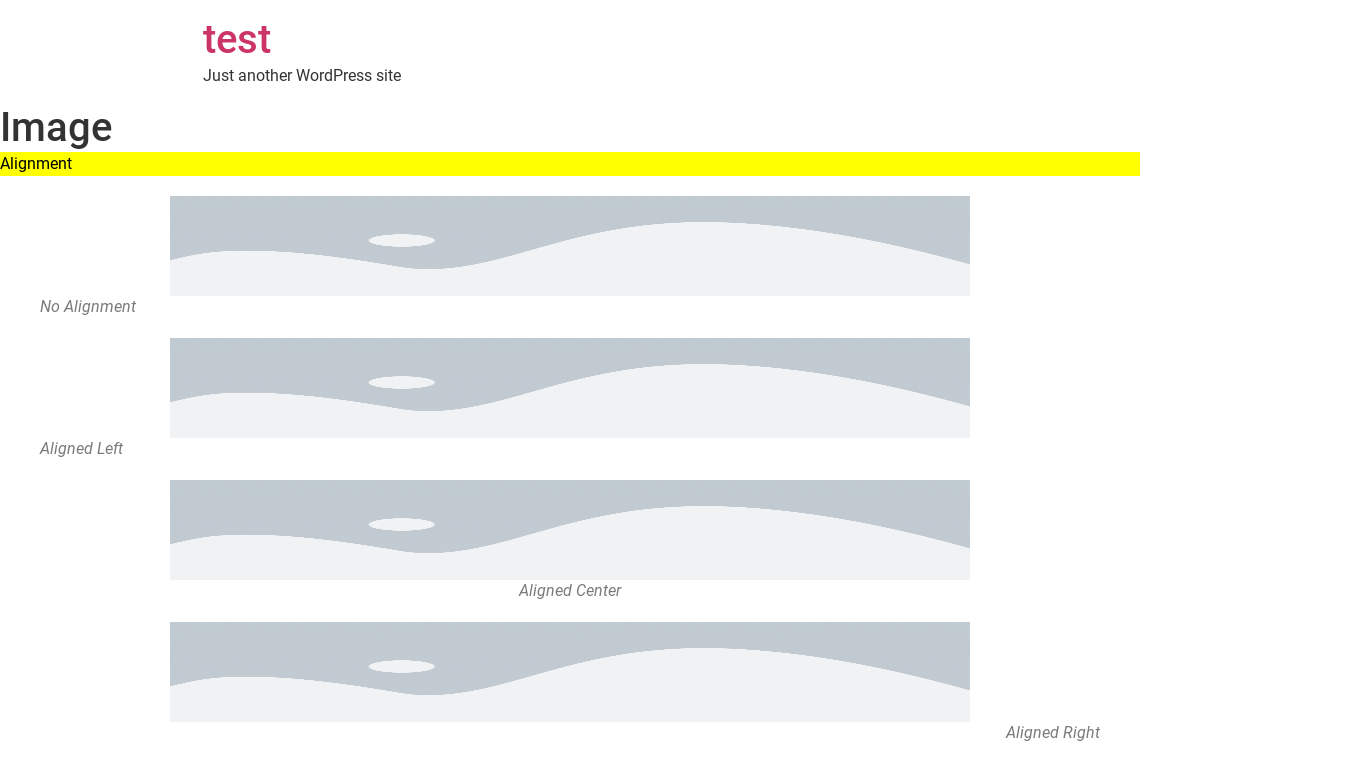 test
Just another WordPress site
Image
Alignment
No Alignment
Aligned Left
Aligned Center
Aligned Right